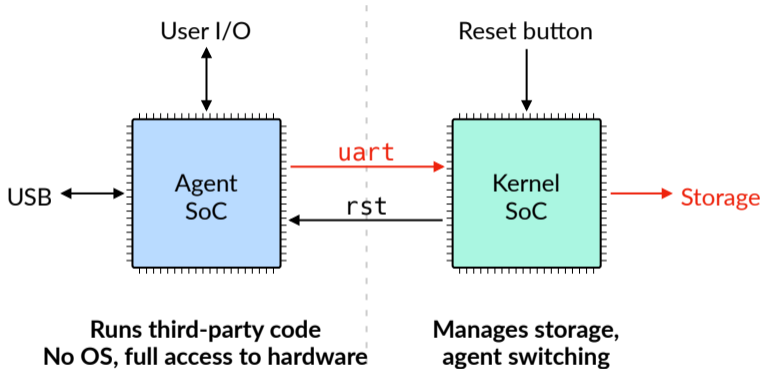 User I/O
Reset button
uart
Agent
SoC
Kernel
SoC
USB
Storage
rst
Runs third-party code
No OS, full access to hardware
Manages storage,
agent switching